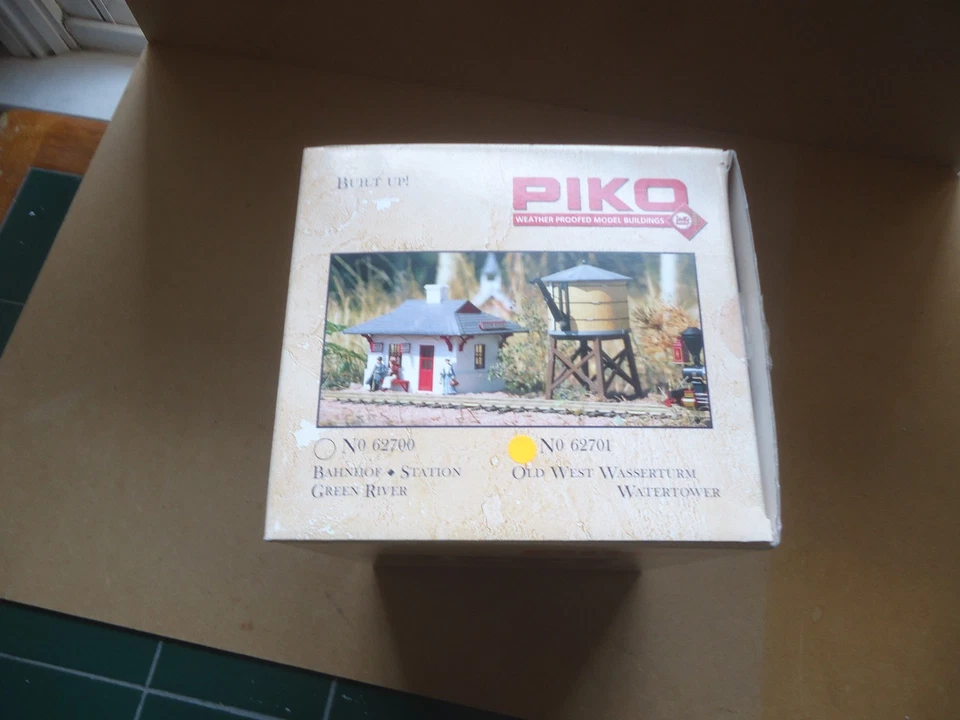 BUILT UP!
PIKO
WEATHER PROOFED MODEL BUILDINGS
NO 62700
BAHNHOF ♦ STATION
GREEN RIVER
NO 62701
OLD WEST WASSERTURM
WATERTOWER